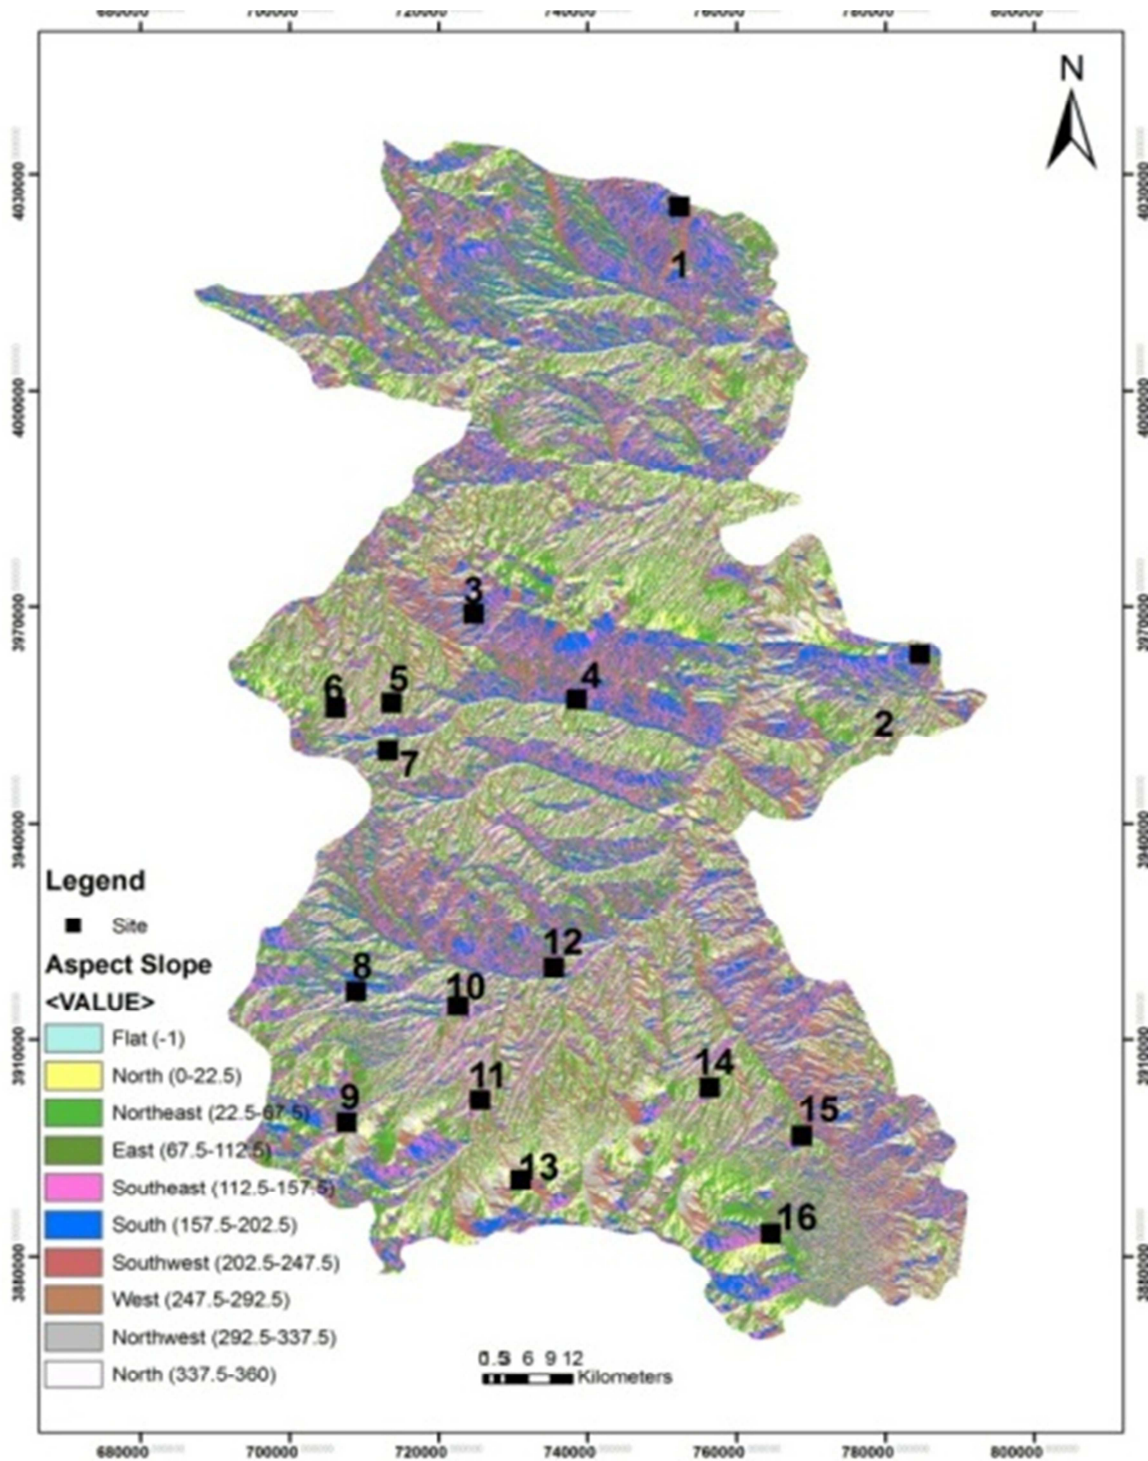 680000 700000 720000 740000 760000 780000 800000
N
4030000 4030000
1
4000000 4000000
3970000 3970000
3
4
5
6
2
7
3940000 3940000
Legend
Site
Aspect Slope
<VALUE>
Flat (-1)
North (0-22.5)
Northeast (22.5-67.5)
East (67.5-112.5)
Southeast (112.5-157.5)
South (157.5-202.5)
Southwest (202.5-247.5)
West (247.5-292.5)
Northwest (292.5-337.5)
North (337.5-360)
12
8
10
3910000 3910000
14
11
9
15
13
16
3880000 3880000
6 9 12
Kilometers
680000 700000 720000 740000 760000 780000 800000